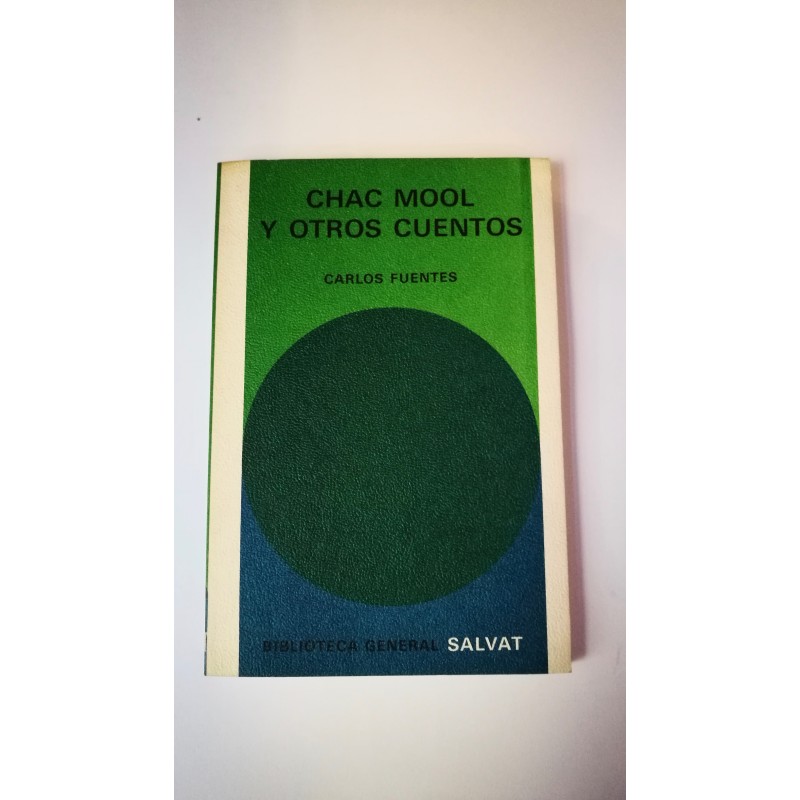 CHAC MOOL
Y OTROS CUENTOS
CARLOS FUENTES
BIBLIOTECA GENERAL SALVAT